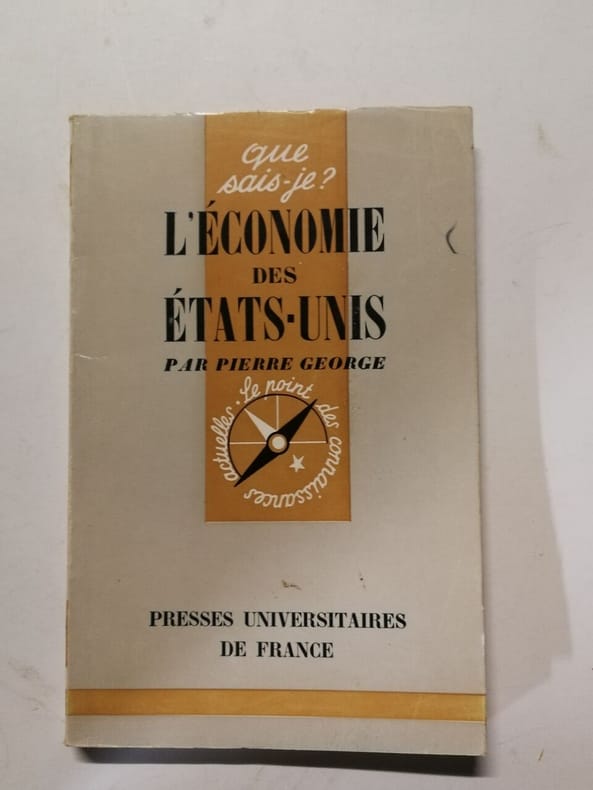 que
sais-je?
L'ÉCONOMIE
DES
ÉTATS-UNIS
PAR PIERRE GEORGE
Le point des connaissances actuelles.
PRESSES UNIVERSITAIRES
DE FRANCE